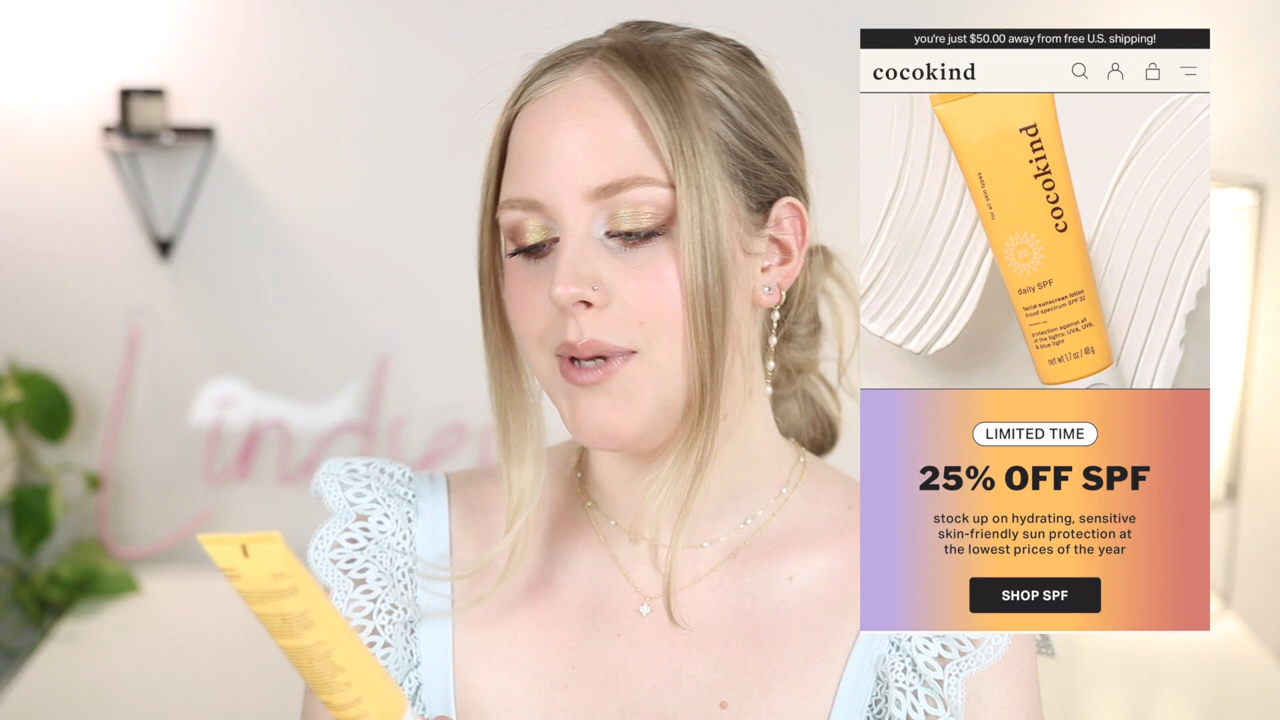 Lindsey
you're just $50.00 away from free U.S. shipping!
cocokind
for all skin types
cocokind
32
daily SPF
facial sunscreen lotion
broad spectrum SPF 32
protection against all
of the lights: UVA, UVB,
& blue light
net wt 1.7 oz / 48 g
LIMITED TIME
25% OFF SPF
stock up on hydrating, sensitive
skin-friendly sun protection at
the lowest prices of the year
SHOP SPF